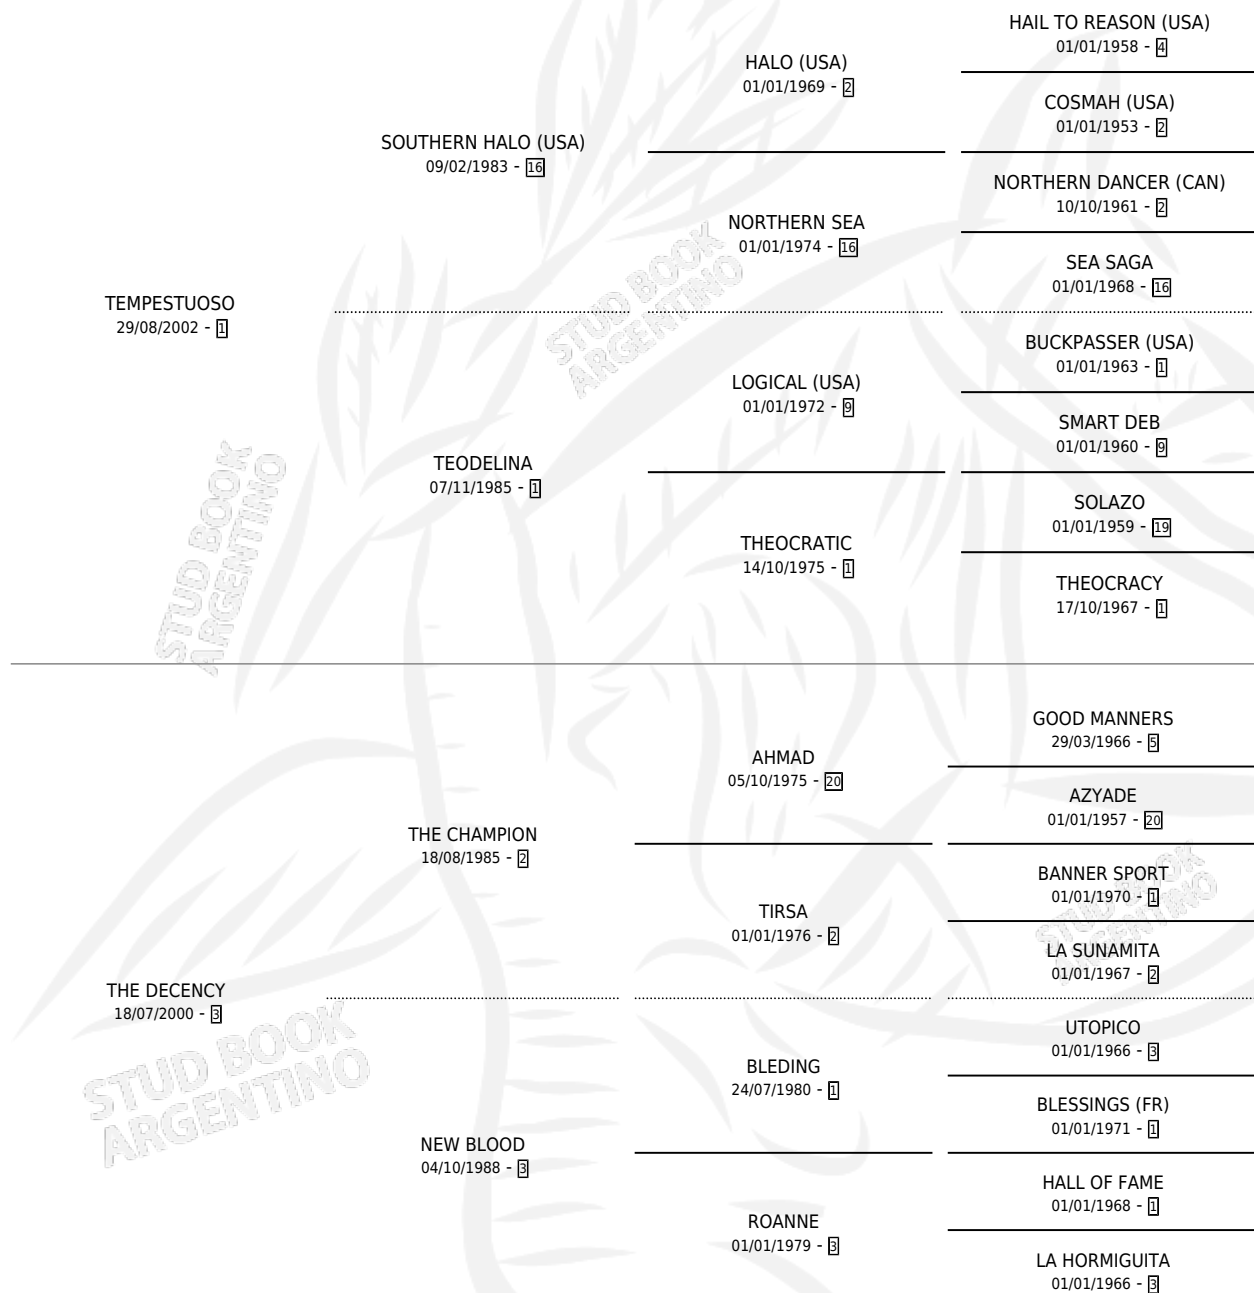 HAIL TO REASON (USA)
01/01/1958 - 4
HALO (USA)
01/01/1969 - 2
COSMAH (USA)
01/01/1953 - 2
SOUTHERN HALO (USA)
09/02/1983 - 16
NORTHERN DANCER (CAN)
10/10/1961 - 2
NORTHERN SEA
01/01/1974 - 16
SEA SAGA
01/01/1968 - 16
TEMPESTUOSO
29/08/2002 - 1
BUCKPASSER (USA)
01/01/1963 - 1
LOGICAL (USA)
01/01/1972 - 9
SMART DEB
01/01/1960 - 9
TEODELINA
07/11/1985 - 1
SOLAZO
01/01/1959 - 19
THEOCRATIC
14/10/1975 - 1
THEOCRACY
17/10/1967 - 1
GOOD MANNERS
29/03/1966 - 5
AHMAD
05/10/1975 - 20
AZYADE
01/01/1957 - 20
THE CHAMPION
18/08/1985 - 2
BANNER SPORT
01/01/1970 - 1
TIRSA
01/01/1976 - 2
LA SUNAMITA
01/01/1967 - 2
THE DECENCY
18/07/2000 - 3
UTOPICO
01/01/1966 - 3
BLEDING
24/07/1980 - 1
BLESSINGS (FR)
01/01/1971 - 1
NEW BLOOD
04/10/1988 - 3
HALL OF FAME
01/01/1968 - 1
ROANNE
01/01/1979 - 3
LA HORMIGUITA
01/01/1966 - 3
STUD BOOK
ARGENTINO
STUD BOOK
ARGENTINO
STUD BOOK
ARGENTINO
STUD BOOK
ARGENTINO